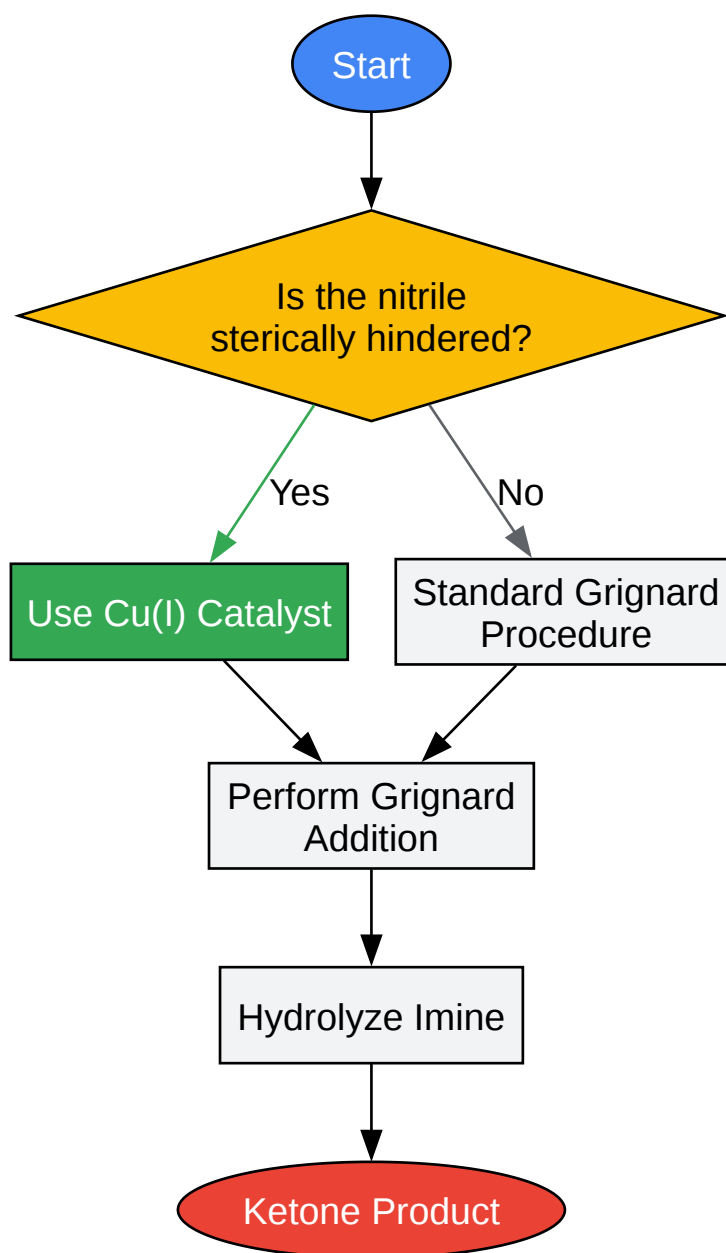 Start
Is the nitrile
sterically hindered?
Yes
No
Use Cu(I) Catalyst
Standard Grignard
Procedure
Perform Grignard
Addition
Hydrolyze Imine
Ketone Product